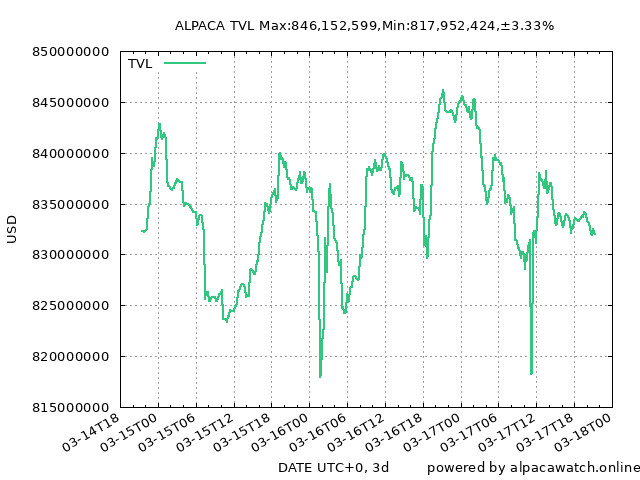 ALPACA TVL Max:846,152,599,Min:817,952,424,±3.33%
850000000
845000000
840000000
835000000
830000000
825000000
820000000
815000000
USD
TVL
03-14T18
03-15T00
03-15T06
03-15T12
03-15T18
03-16T00
03-16T06
03-16T12
03-16T18
03-17T00
03-17T06
03-17T12
03-17T18
03-18T00
DATE UTC+0, 3d
powered by alpacawatch.online